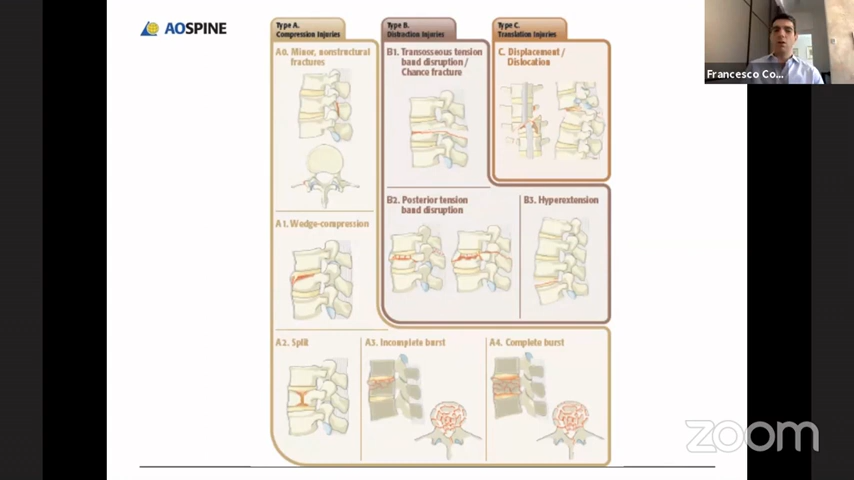 AOSPINE
Type A.
Compression Injuries
Type B.
Distraction Injuries
Type C.
Translation Injuries
A0. Minor, nonstructural
fractures
B1. Transosseous tension
band disruption /
Chance fracture
C. Displacement /
Dislocation
A1. Wedge-compression
B2. Posterior tension
band disruption
B3. Hyperextension
A2. Split
A3. Incomplete burst
A4. Complete burst
Francesco Co...
zoom